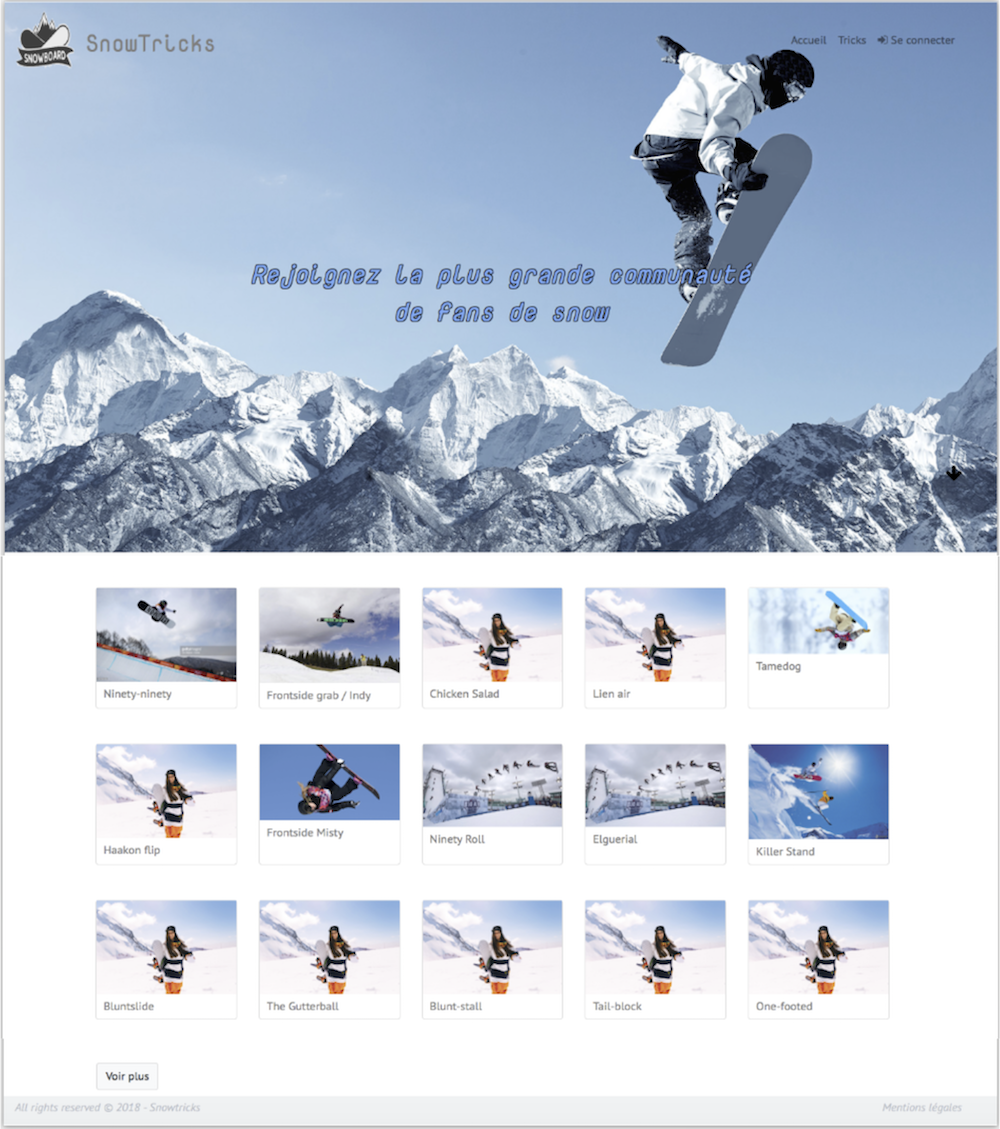 SNOWBOARD
SnowTricks
Accueil Tricks Se connecter
Rejoignez la plus grande communauté
de fans de snow
Ninety-ninety
Frontside grab / Indy
Chicken Salad
Lien air
Tamedog
Haakon flip
Frontside Misty
Ninety Roll
Elguerial
Killer Stand
Bluntslide
The Gutterball
Blunt-stall
Tail-block
One-footed
Voir plus
All rights reserved © 2018 - Snowtricks
Mentions légales